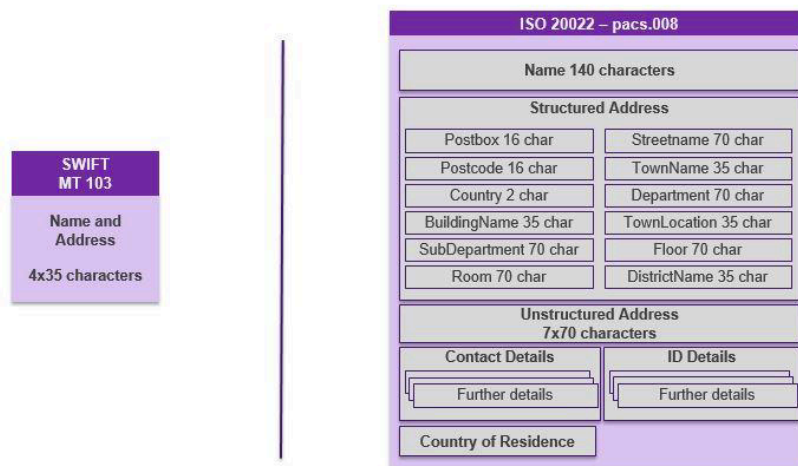 SWIFT
MT 103
Name and
Address
4x35 characters
ISO 20022 – pacs.008
Name 140 characters
Structured Address
Postbox 16 char
Streetname 70 char
Postcode 16 char
TownName 35 char
Country 2 char
Department 70 char
BuildingName 35 char
TownLocation 35 char
SubDepartment 70 char
Floor 70 char
Room 70 char
DistrictName 35 char
Unstructured Address
7x70 characters
Contact Details
Further details
ID Details
Further details
Country of Residence